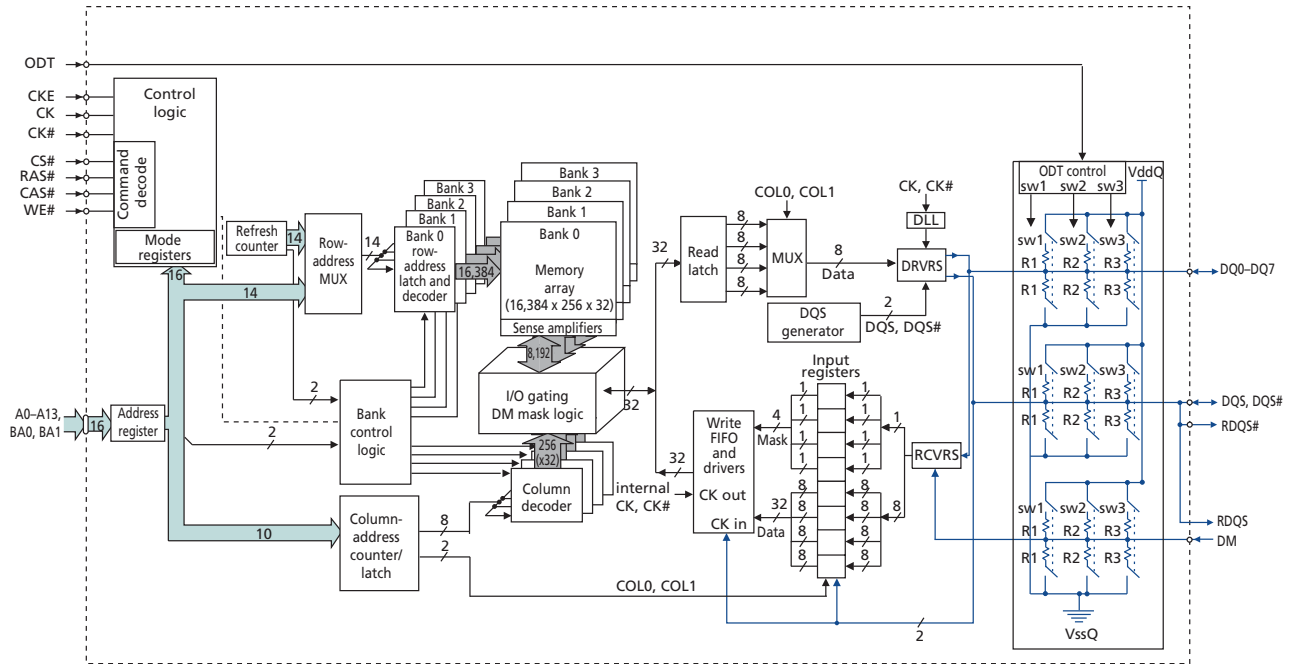 ODT
CKE
CK
CK#
CS#
RAS#
CAS#
WE#
Control
logic
Command
decode
Mode
registers
16
Refresh
counter
14
14
Row-
address
MUX
14
Bank 3
Bank 2
Bank 1
Bank 0
row-
address
latch and
decoder
16,384
Bank 3
Bank 2
Bank 1
Bank 0
Memory
array
(16,384 x 256 x 32)
Sense amplifiers
8,192
I/O gating
DM mask logic
32
32
Read
latch
8
8
8
8
COL0, COL1
MUX
8
Data
CK, CK#
DLL
DRVRS
DQS
generator
2
DQS, DQS#
A0–A13,
BA0, BA1
16
Address
register
2
2
Bank
control
logic
10
Column-
address
counter/
latch
8
2
256
(x32)
Column
decoder
COL0, COL1
internal
CK, CK#
32
Write
FIFO
and
drivers
CK out
CK in
4
Mask
32
Data
Input
registers
1
1
1
1
8
8
8
8
1
1
1
1
8
8
8
8
1
8
RCVRS
2
ODT control
sw1
sw2
sw3
VddQ
sw1
sw2
sw3
R1
R2
R3
R1
R2
R3
sw1
sw2
sw3
R1
R2
R3
R1
R2
R3
sw1
sw2
sw3
R1
R2
R3
R1
R2
R3
VssQ
DQ0–DQ7
DQS, DQS#
RDQS#
RDQS
DM